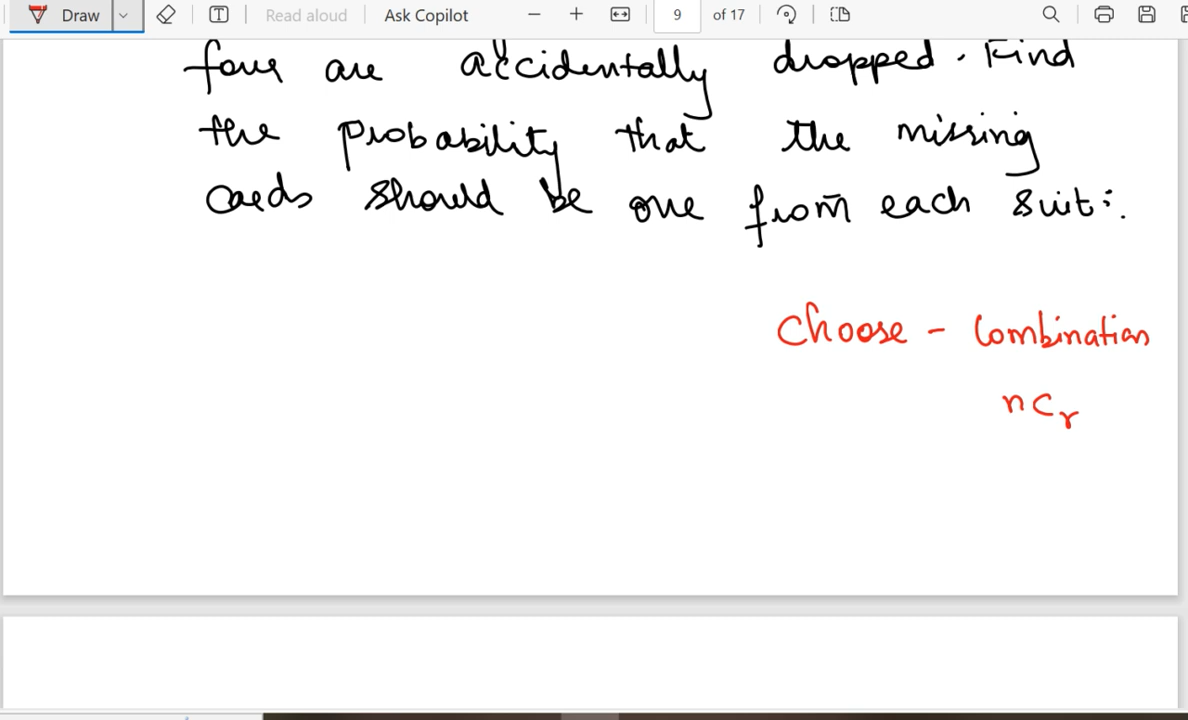 Draw
Read aloud
Ask Copilot
9
of 17
four are accidentally dropped. Find
the probability that the missing
cards should be one from each suit:.
Choose - Combination
nCr